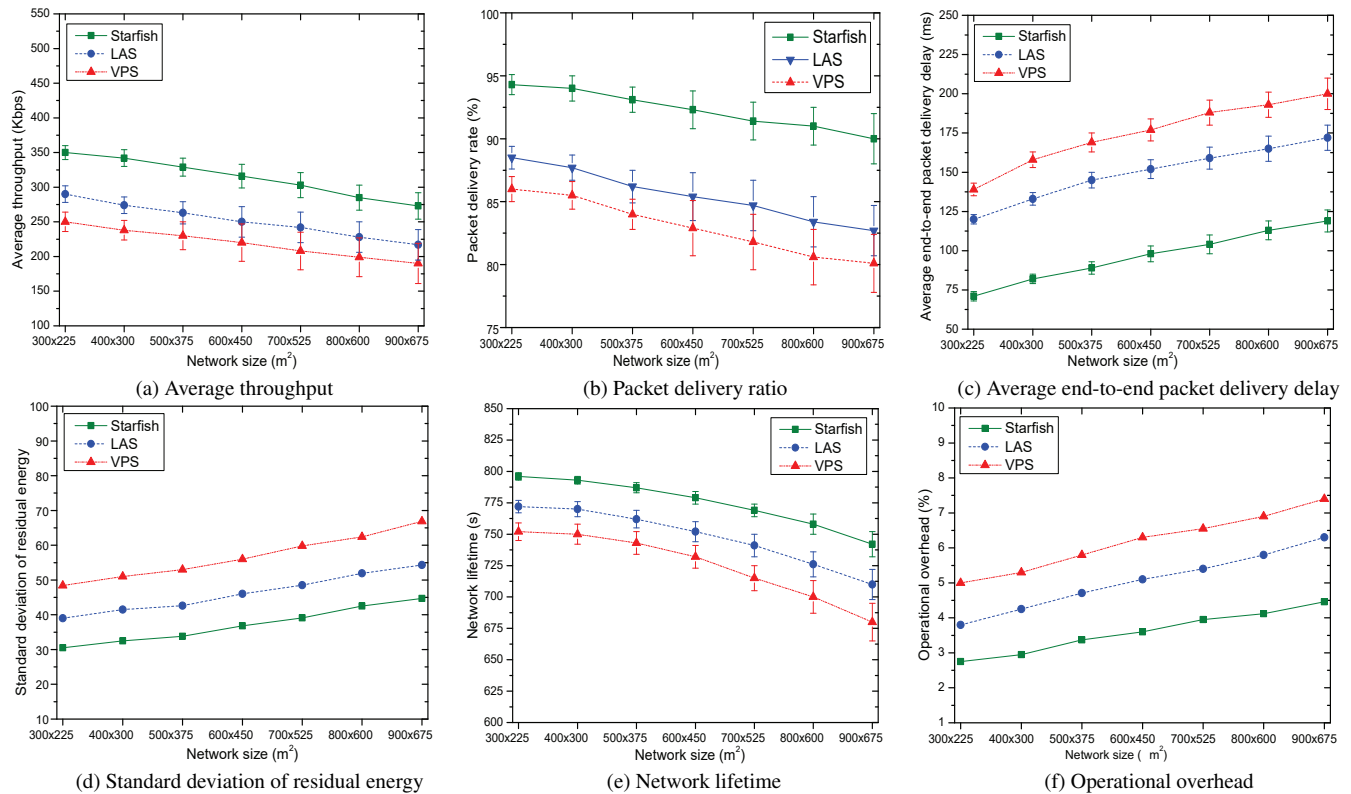 550
500
450
400
350
300
250
200
150
100
Average throughput (Kbps)
Starfish
LAS
VPS
300x225 400x300 500x375 600x450 700x525 800x600 900x675
Network size (m²)
(a) Average throughput
100
95
90
85
80
75
Packet delivery rate (%)
Starfish
LAS
VPS
300x225 400x300 500x375 600x450 700x525 800x600 900x675
Network size (m²)
(b) Packet delivery ratio
250
225
200
175
150
125
100
75
50
Average end-to-end packet delivery delay (ms)
Starfish
LAS
VPS
300x225 400x300 500x375 600x450 700x525 800x600 900x675
Network size (m²)
(c) Average end-to-end packet delivery delay
100
90
80
70
60
50
40
30
20
10
Standard deviation of residual energy
Starfish
LAS
VPS
300x225 400x300 500x375 600x450 700x525 800x600 900x675
Network size (m²)
(d) Standard deviation of residual energy
850
825
800
775
750
725
700
675
650
625
600
Network lifetime (s)
Starfish
LAS
VPS
300x225 400x300 500x375 600x450 700x525 800x600 900x675
Network size (m²)
(e) Network lifetime
10
9
8
7
6
5
4
3
2
1
Operational overhead (%)
Starfish
LAS
VPS
300x225 400x300 500x375 600x450 700x525 800x600 900x675
Network size ( m²)
(f) Operational overhead